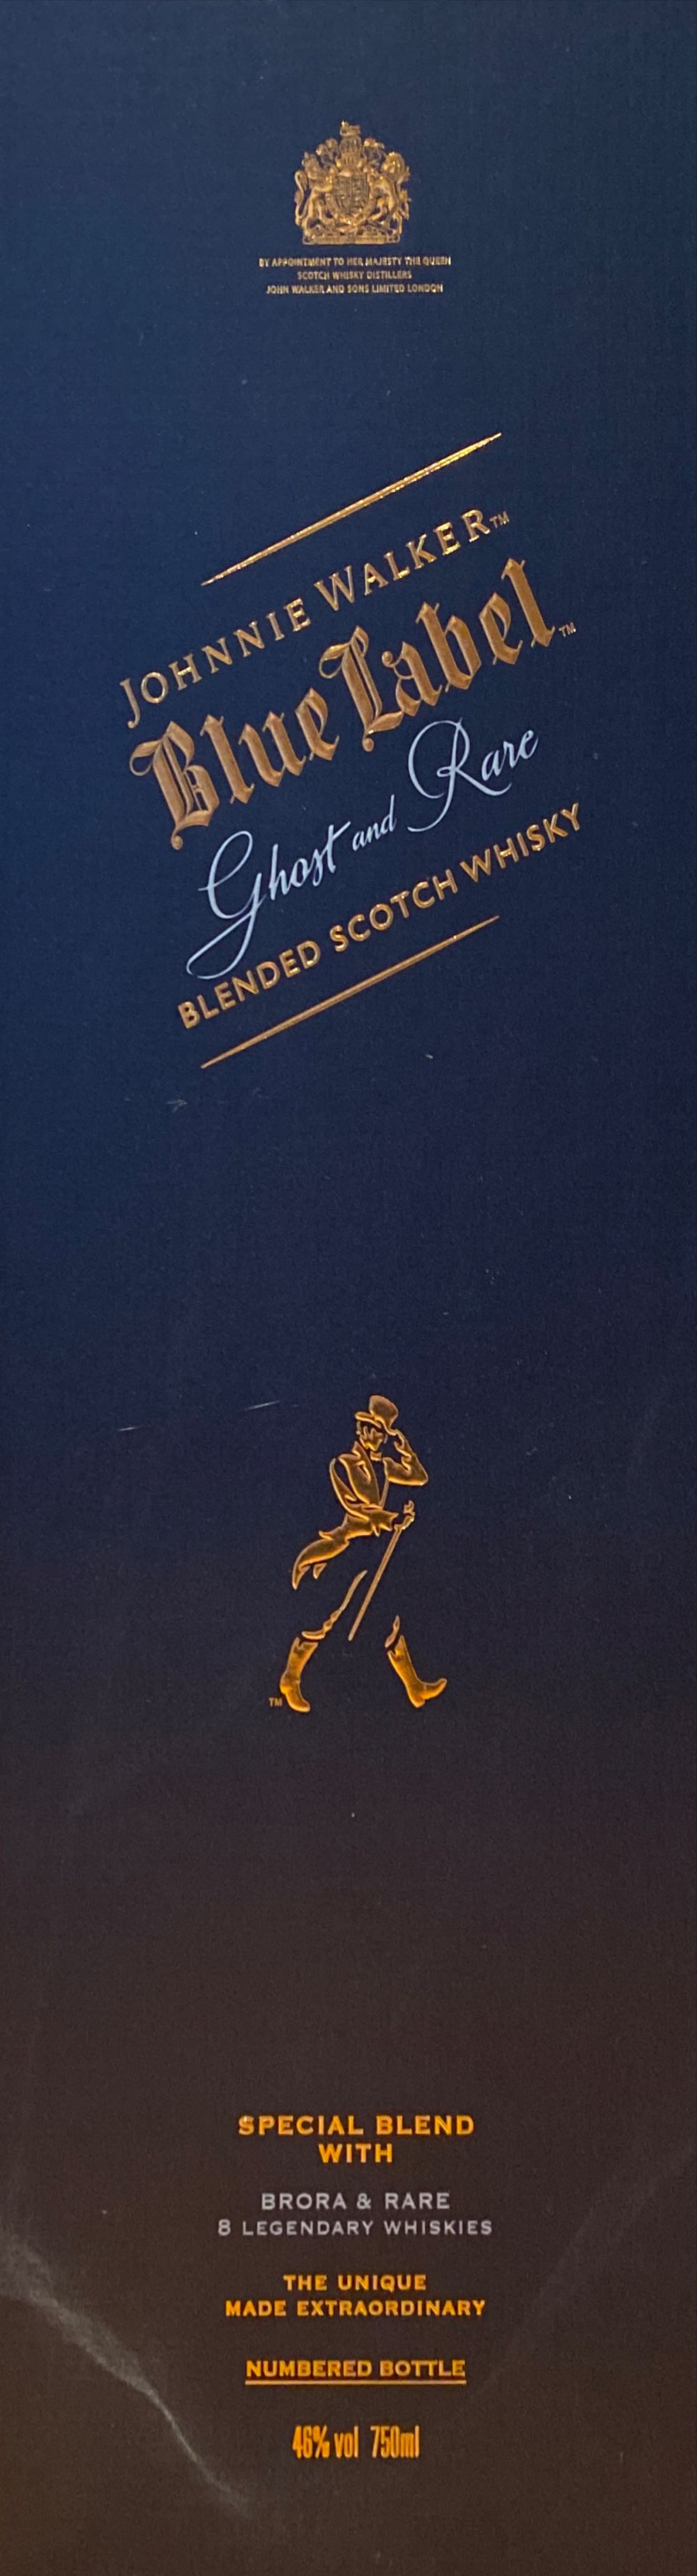 BY APPOINTMENT TO HER MAJESTY THE QUEEN
SCOTCH WHISKY DISTILLERS
JOHN WALKER AND SONS LIMITED LONDON
JOHNNIE WALKER™
Blue Label™
Ghost and Rare
BLENDED SCOTCH WHISKY
TM
SPECIAL BLEND
WITH
BRORA & RARE
8 LEGENDARY WHISKIES
THE UNIQUE
MADE EXTRAORDINARY
NUMBERED BOTTLE
46% vol 750ml